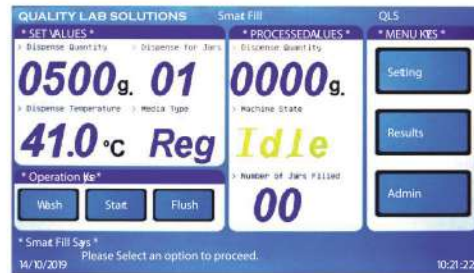 QUALITY LAB SOLUTIONS Smat Fill QLS
* SET VALUES *
> Dispense Quantity > Dispense for Jars
0500g. 01
> Dispense Temperature > Media Type
41.0 °C Reg
* Operation Ke*
Wash Start Flush
* PROCESSEDALUES *
> Dispense Quantity
0000g.
> Machine State
Idle
> Number of Jars Filled
00
* MENU KES *
Setting
Results
Admin
* Smat Fill Says *
Please Select an option to proceed.
14/10/2019 10:21:22